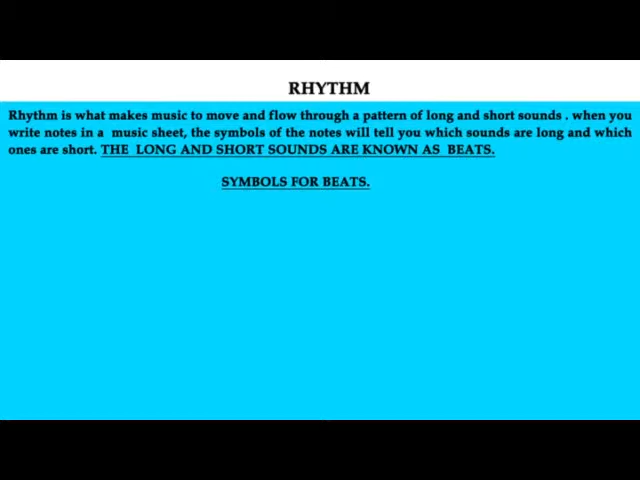 RHYTHM
Rhythm is what makes music to move and flow through a pattern of long and short sounds . when you
write notes in a  music sheet, the symbols of the notes will tell you which sounds are long and which
ones are short. THE  LONG AND SHORT SOUNDS ARE KNOWN AS  BEATS.
SYMBOLS FOR BEATS.